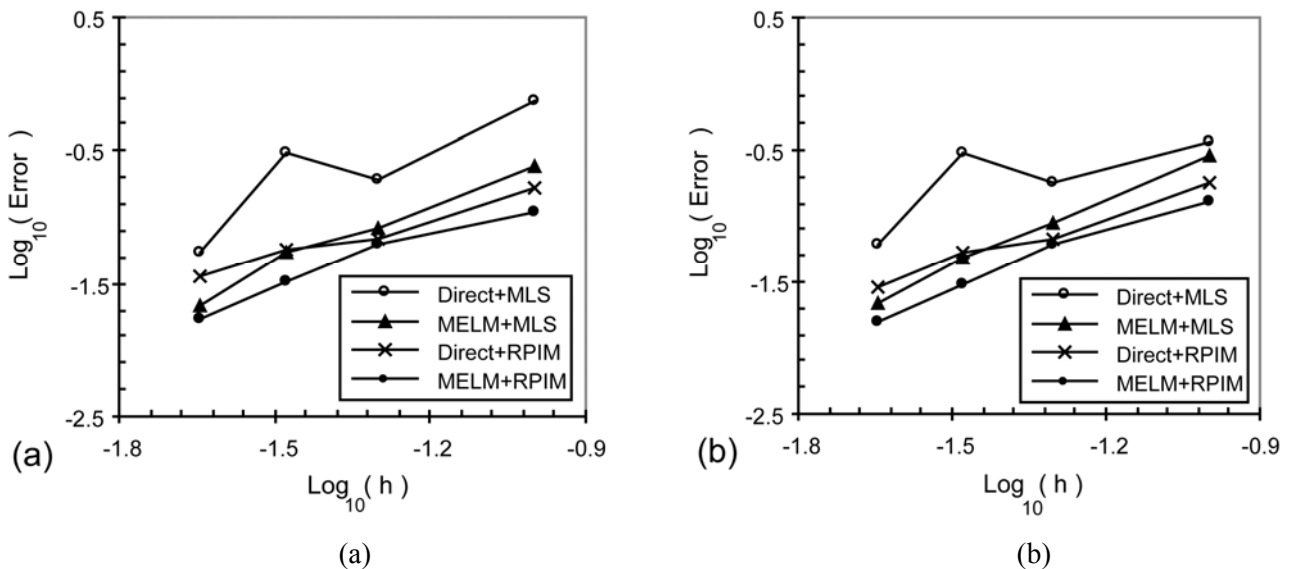 0.5
-0.5
-1.5
-2.5
Log10( Error )
-1.8 -1.5 -1.2 -0.9
Log10( h )
Direct+MLS
MELM+MLS
Direct+RPIM
MELM+RPIM
(a)
(a)
0.5
-0.5
-1.5
-2.5
Log10( Error )
-1.8 -1.5 -1.2 -0.9
Log10( h )
Direct+MLS
MELM+MLS
Direct+RPIM
MELM+RPIM
(b)
(b)